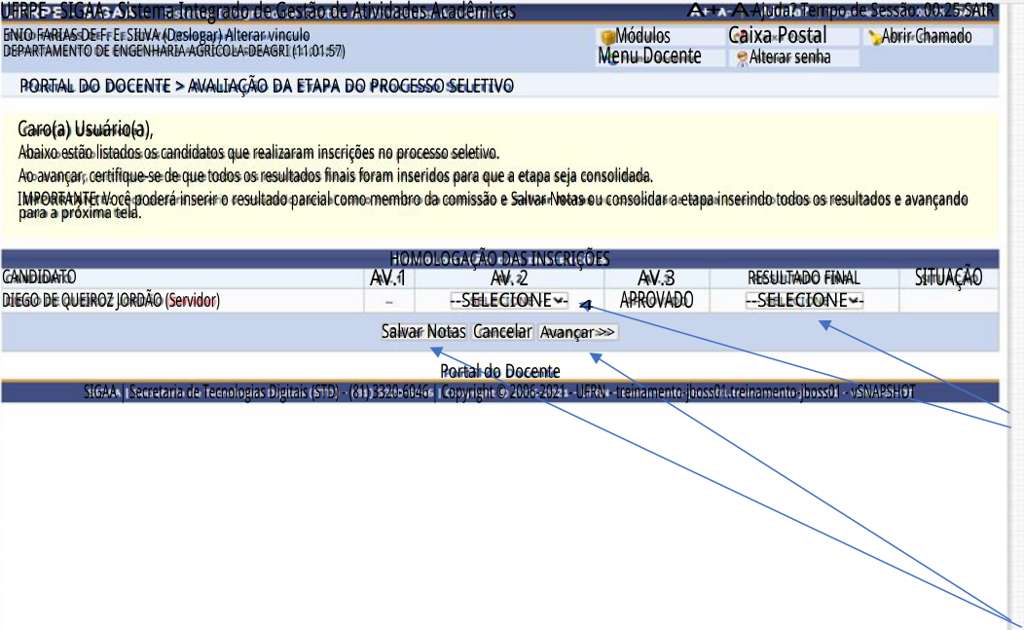 UFRPE - SIGAA - Sistema Integrado de Gestão de Atividades Acadêmicas
A+ A- Ajuda? Tempo de Sessão: 00:25 SAIR
ENIO FARIAS DE F E SILVA (Deslogar) Alterar vínculo
DEPARTAMENTO DE ENGENHARIA AGRÍCOLA-DEAGRI (11.01.57)
Módulos
Caixa Postal
Abrir Chamado
Menu Docente
Alterar senha
PORTAL DO DOCENTE > AVALIAÇÃO DA ETAPA DO PROCESSO SELETIVO
Caro(a) Usuário(a),
Abaixo estão listados os candidatos que realizaram inscrições no processo seletivo.
Ao avançar, certifique-se de que todos os resultados finais foram inseridos para que a etapa seja consolidada.
IMPORTANTE: Você poderá inserir o resultado parcial como membro da comissão e Salvar Notas ou consolidar a etapa inserindo todos os resultados e avançando
para a próxima tela.
HOMOLOGAÇÃO DAS INSCRIÇÕES
CANDIDATO AV.1 AV. 2 AV.3 RESULTADO FINAL SITUAÇÃO
DIEGO DE QUEIROZ JORDÃO (Servidor) -- --SELECIONE-- APROVADO --SELECIONE--
Salvar Notas Cancelar Avançar >>
Portal do Docente
SIGAA | Secretaria de Tecnologias Digitais (STD) - (81) 3320-6046 | Copyright © 2006-2021 - UFRN - treinamento-jboss01.treinamento-jboss01 - vSNAPSHOT